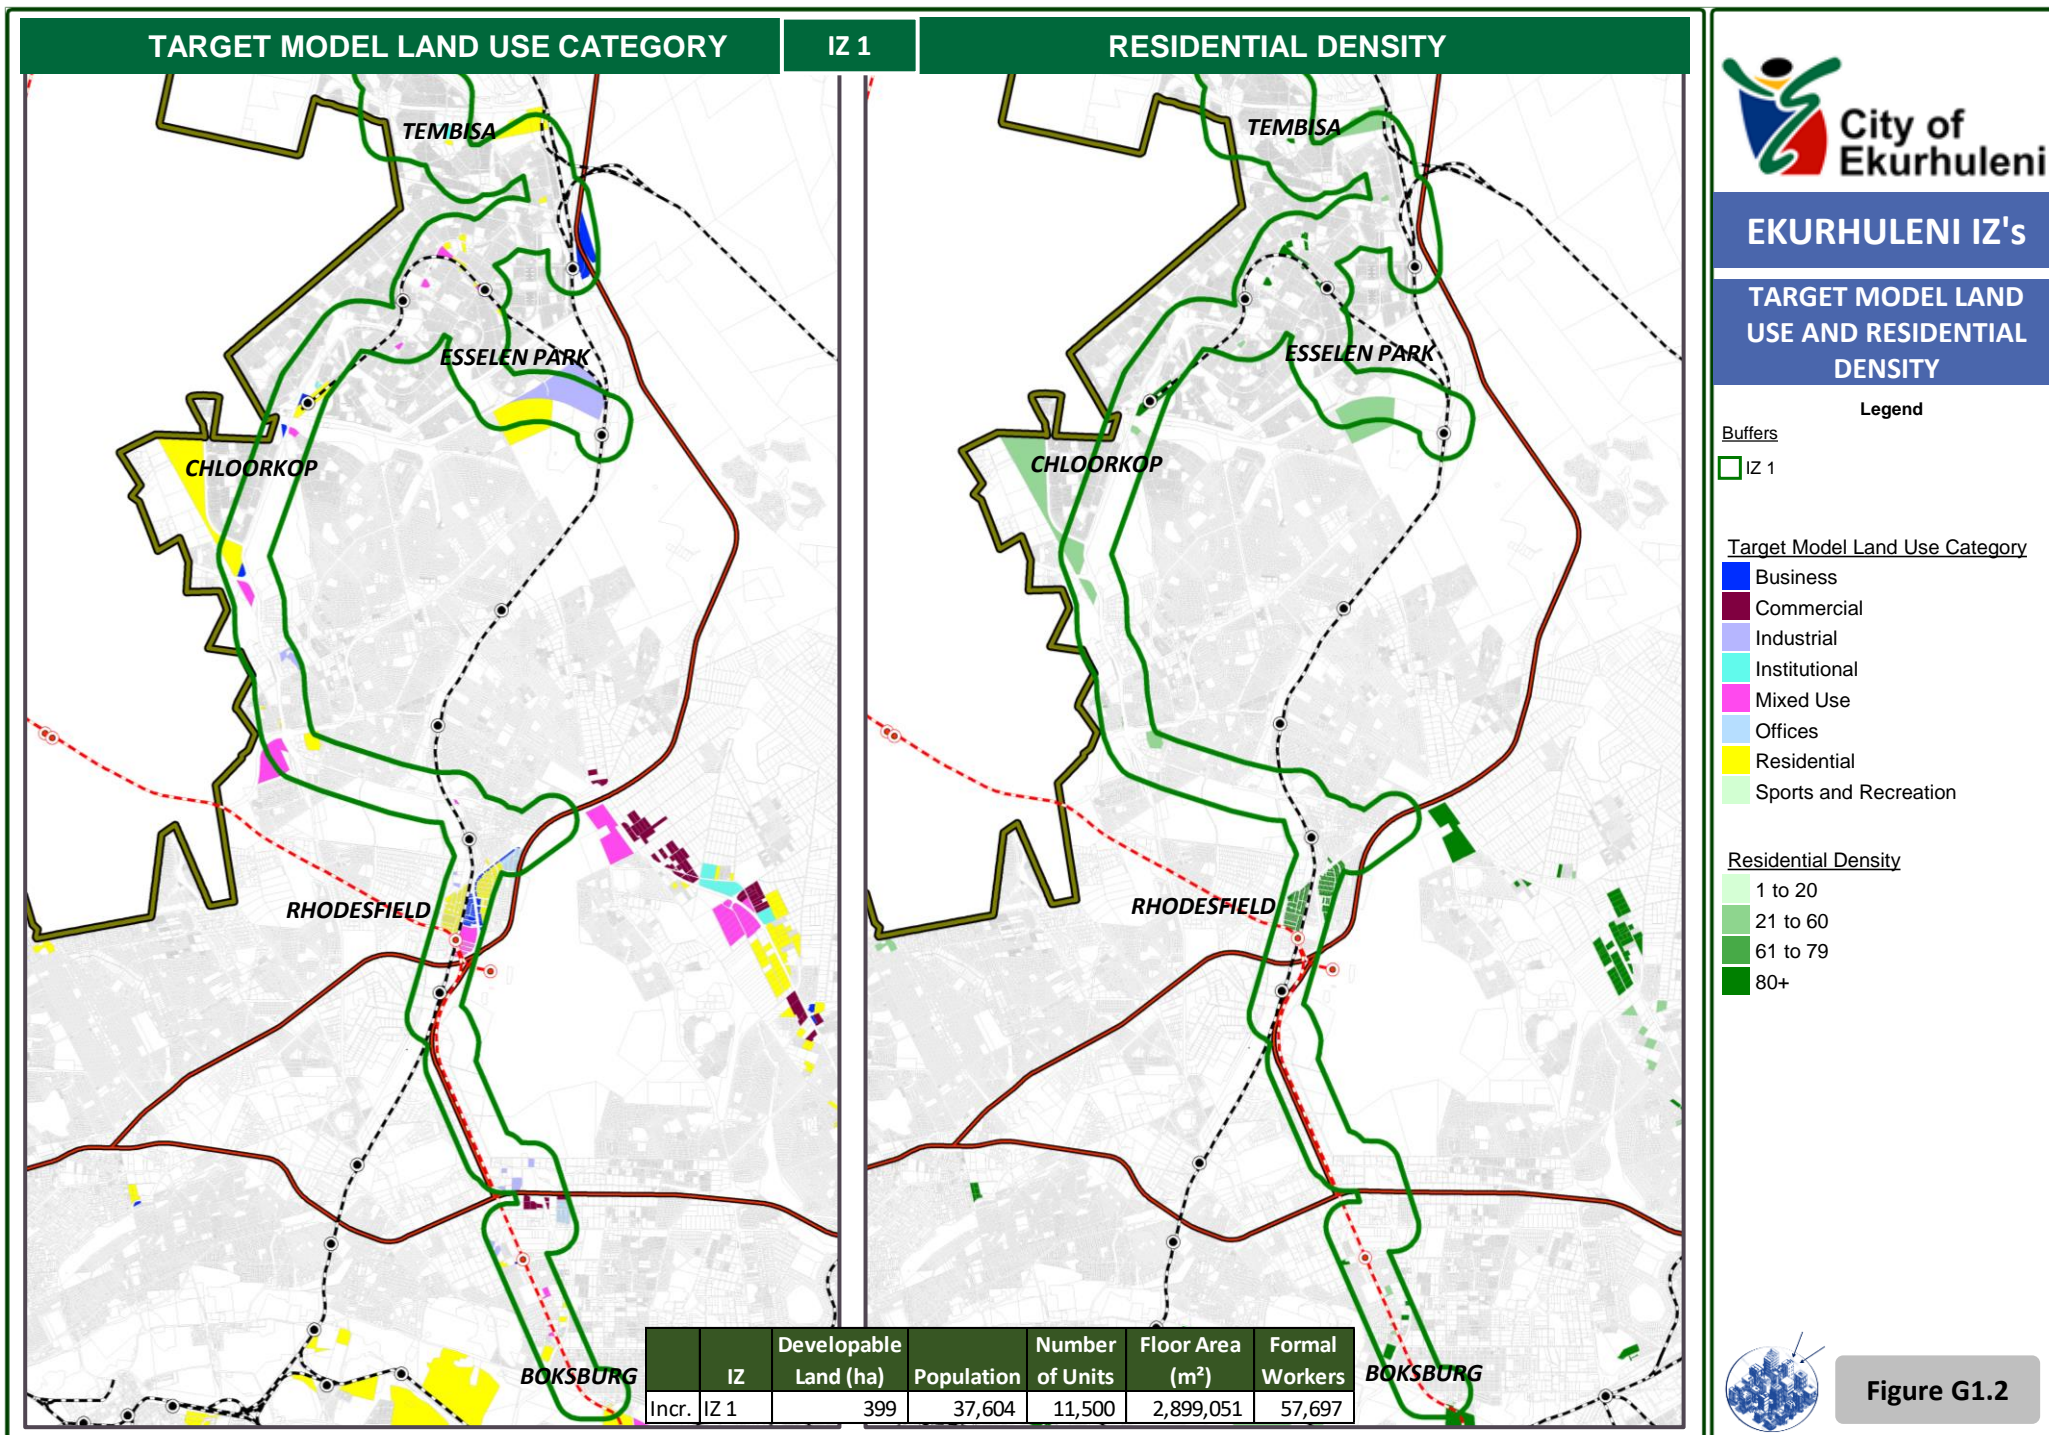 TARGET MODEL LAND USE CATEGORY
IZ 1
RESIDENTIAL DENSITY
TEMBISA
ESSELEN PARK
CHLOORKOP
RHODESFIELD
BOKSBURG
TEMBISA
ESSELEN PARK
CHLOORKOP
RHODESFIELD
BOKSBURG
IZ Developable Land (ha) Population Number of Units Floor Area (m²) Formal Workers
Incr. IZ 1 399 37,604 11,500 2,899,051 57,697
City of
Ekurhuleni
EKURHULENI IZ's
TARGET MODEL LAND
USE AND RESIDENTIAL
DENSITY
Legend
Buffers
IZ 1
Target Model Land Use Category
Business
Commercial
Industrial
Institutional
Mixed Use
Offices
Residential
Sports and Recreation
Residential Density
1 to 20
21 to 60
61 to 79
80+
Figure G1.2